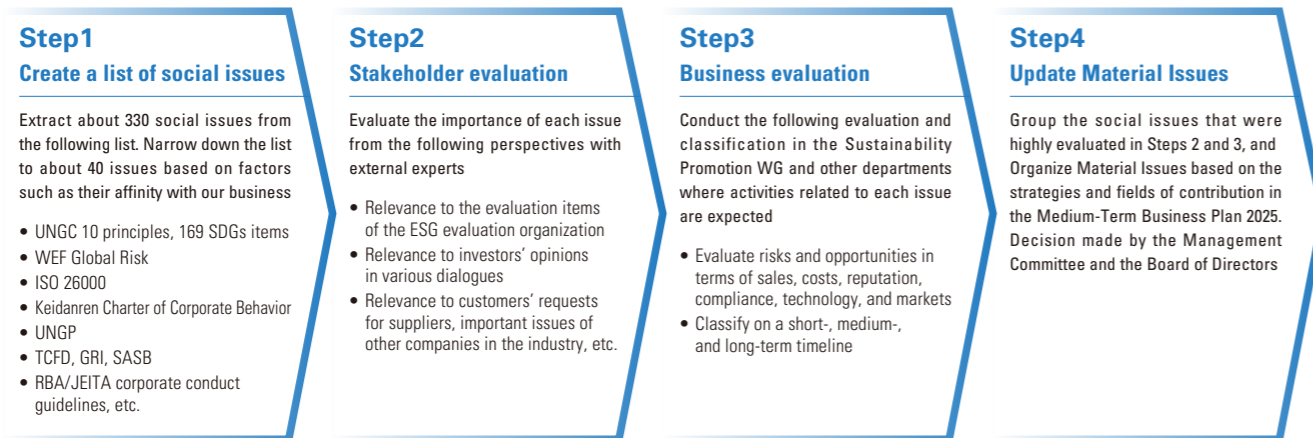 Step1
Create a list of social issues
Extract about 330 social issues from
the following list. Narrow down the list
to about 40 issues based on factors
such as their affinity with our business
• UNGC 10 principles, 169 SDGs items
• WEF Global Risk
• ISO 26000
• Keidanren Charter of Corporate Behavior
• UNGP
• TCFD, GRI, SASB
• RBA/JEITA corporate conduct
guidelines, etc.
Step2
Stakeholder evaluation
Evaluate the importance of each issue
from the following perspectives with
external experts
• Relevance to the evaluation items
of the ESG evaluation organization
• Relevance to investors’ opinions
in various dialogues
• Relevance to customers’ requests
for suppliers, important issues of
other companies in the industry, etc.
Step3
Business evaluation
Conduct the following evaluation and
classification in the Sustainability
Promotion WG and other departments
where activities related to each issue
are expected
• Evaluate risks and opportunities in
terms of sales, costs, reputation,
compliance, technology, and markets
• Classify on a short-, medium-,
and long-term timeline
Step4
Update Material Issues
Group the social issues that were
highly evaluated in Steps 2 and 3, and
Organize Material Issues based on the
strategies and fields of contribution in
the Medium-Term Business Plan 2025.
Decision made by the Management
Committee and the Board of Directors